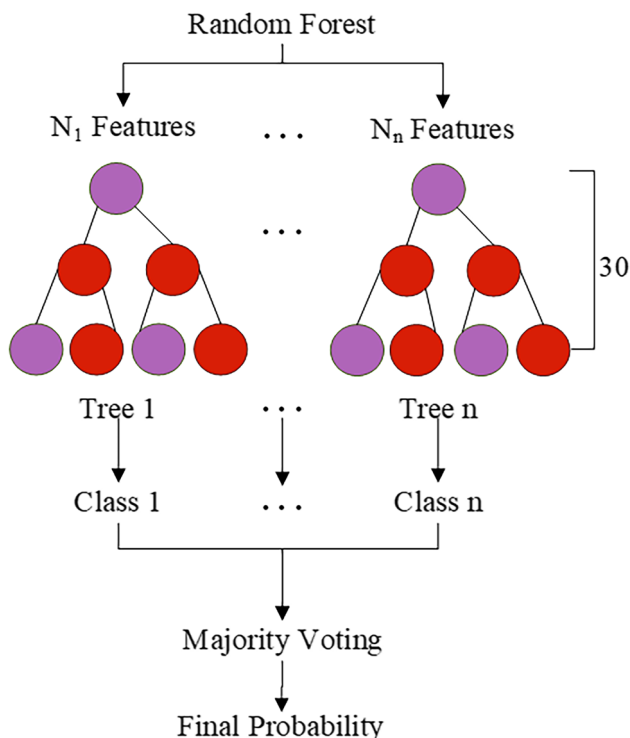 Random Forest
N₁ Features ... Nₙ Features
...
30
Tree 1 ... Tree n
Class 1 ... Class n
Majority Voting
Final Probability